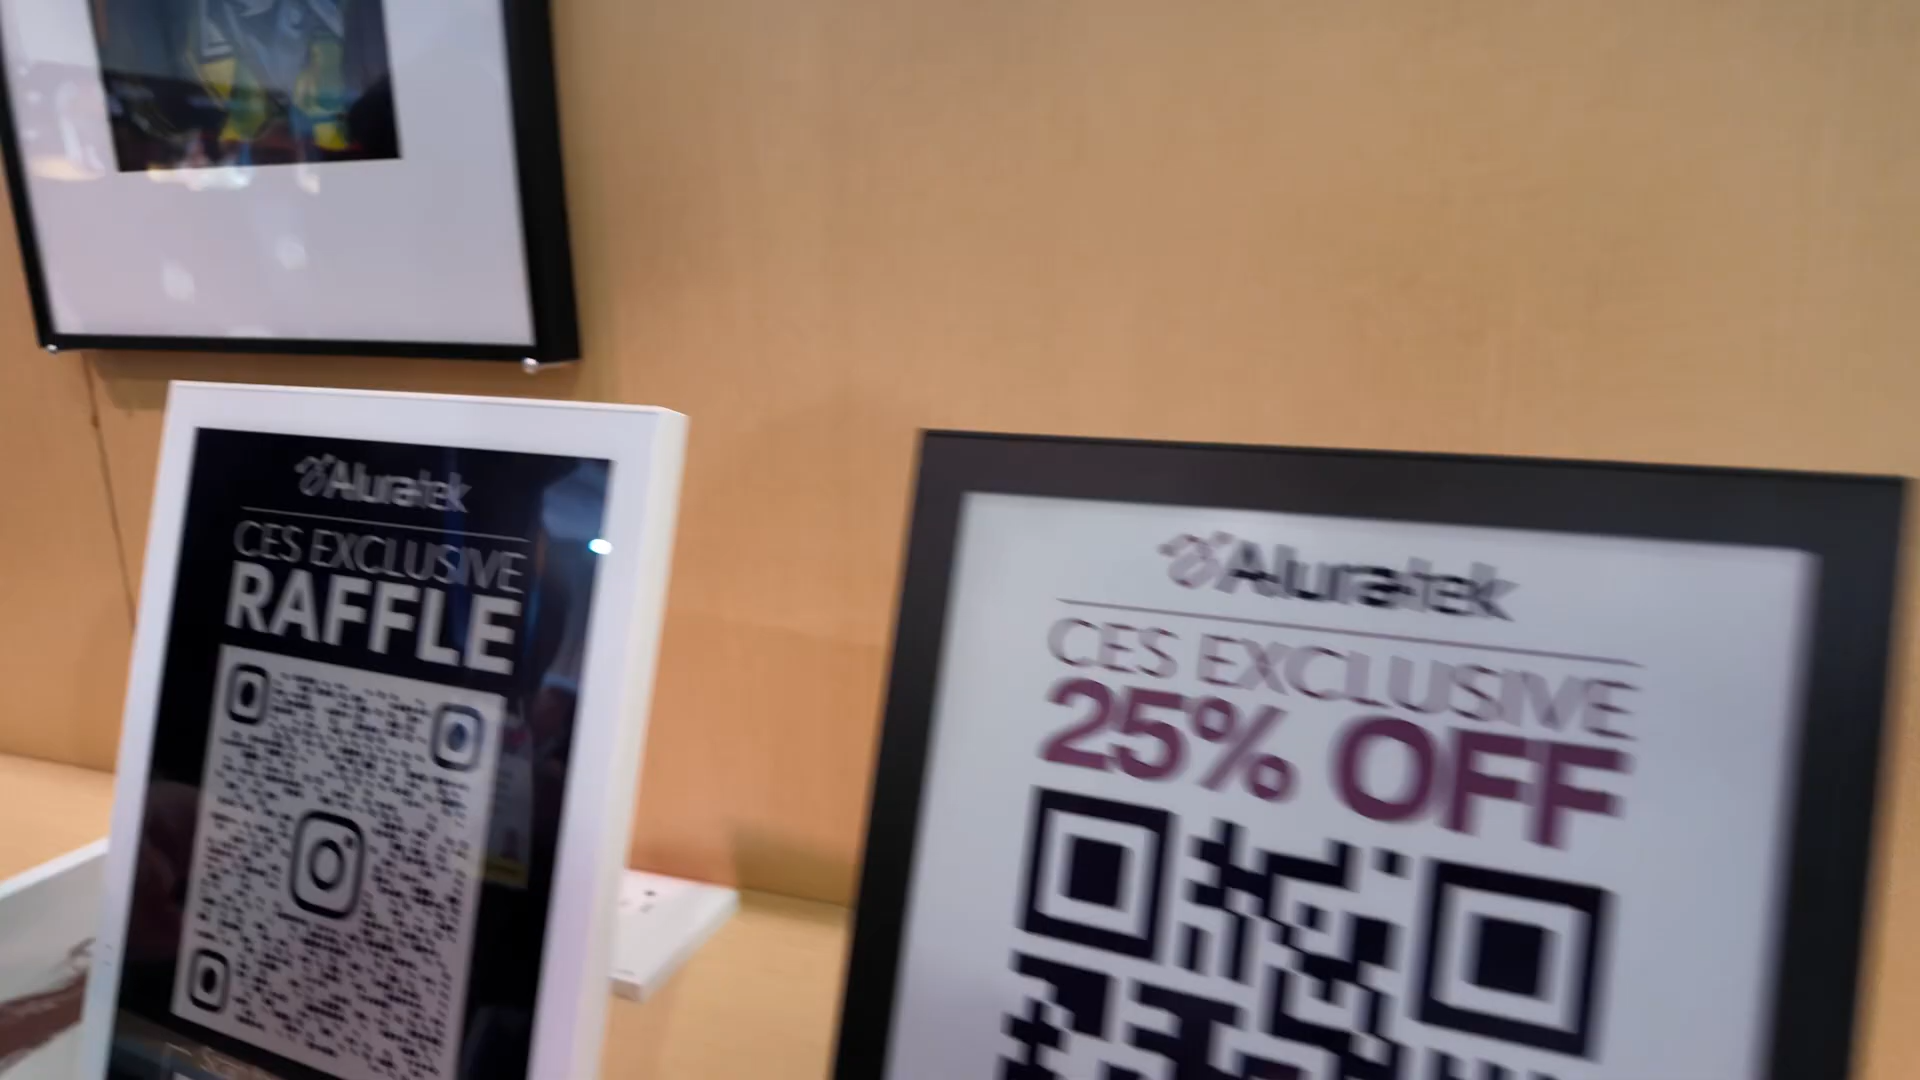 Aluratek
CES EXCLUSIVE
RAFFLE
Aluratek
CES EXCLUSIVE
25% OFF